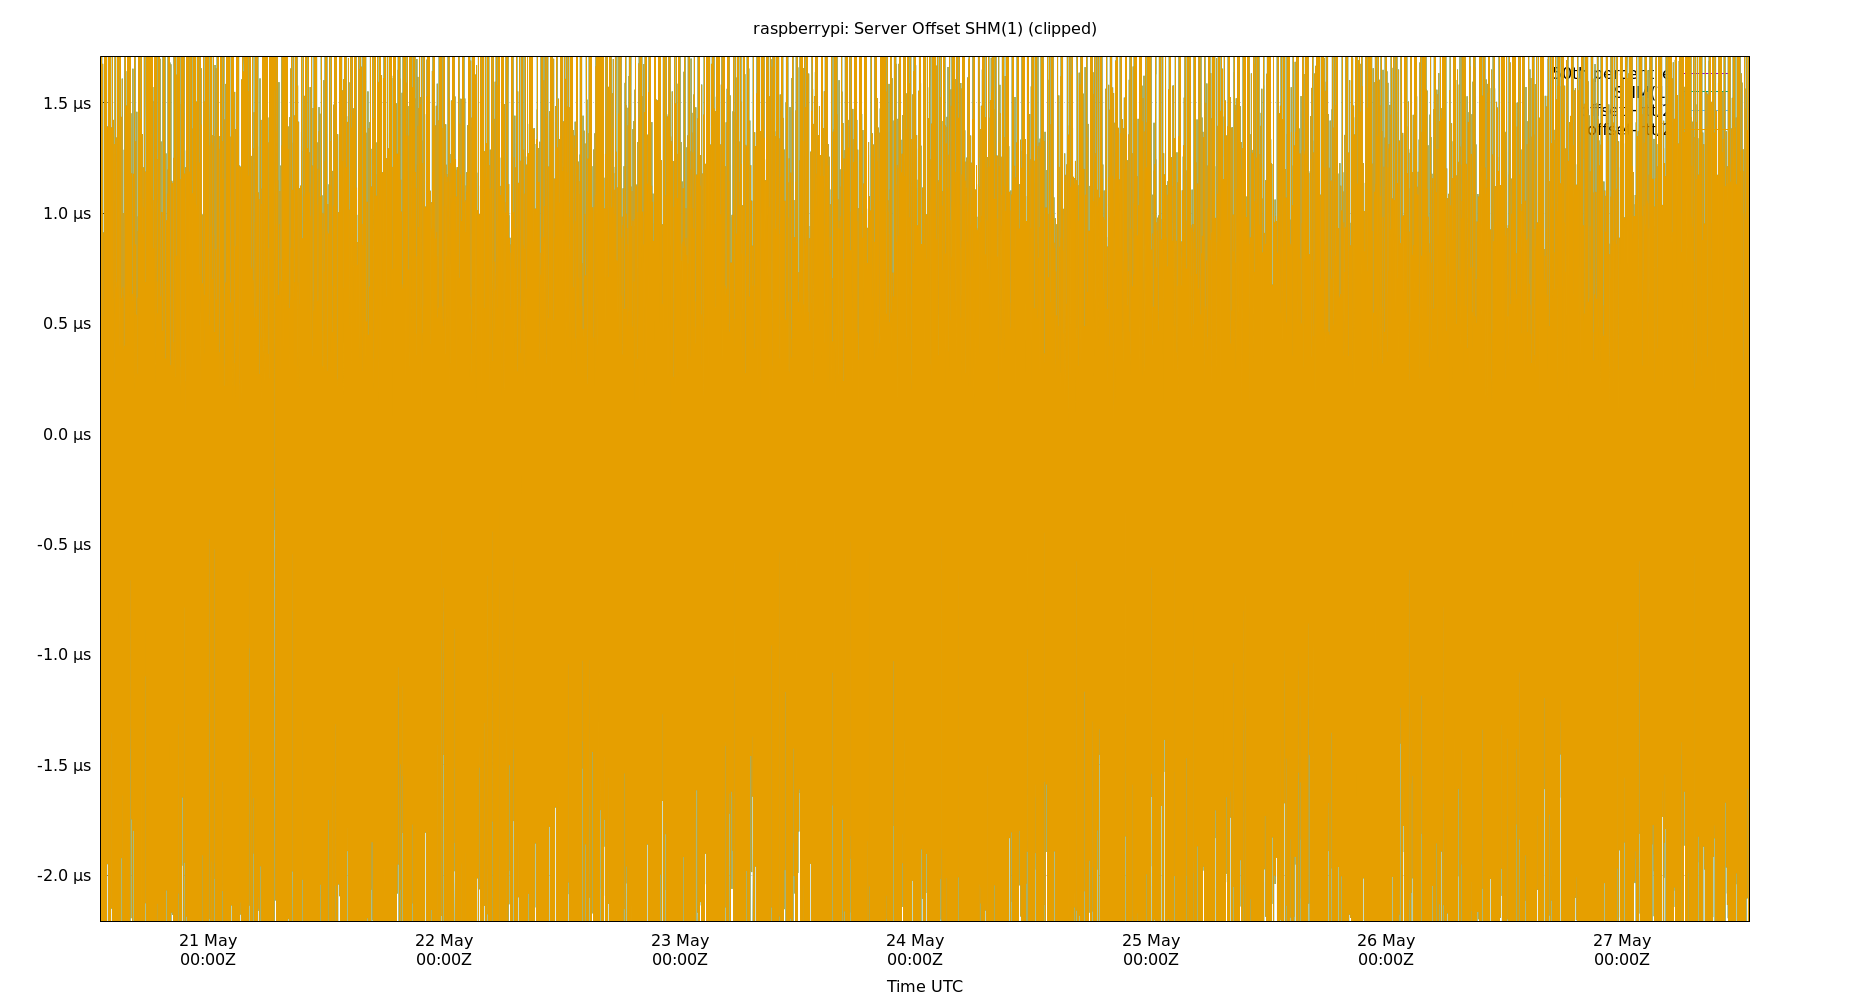 raspberrypi: Server Offset SHM(1) (clipped)
1.5 µs
1.0 µs
0.5 µs
0.0 µs
-0.5 µs
-1.0 µs
-1.5 µs
-2.0 µs
21 May
00:00Z
22 May
00:00Z
23 May
00:00Z
24 May
00:00Z
25 May
00:00Z
26 May
00:00Z
27 May
00:00Z
Time UTC